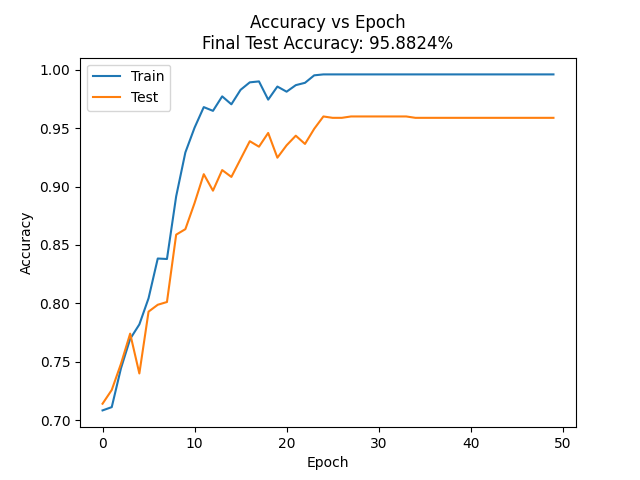 Accuracy vs Epoch
Final Test Accuracy: 95.8824%
Train
Test
1.00
0.95
0.90
0.85
0.80
0.75
0.70
Accuracy
0 10 20 30 40 50
Epoch